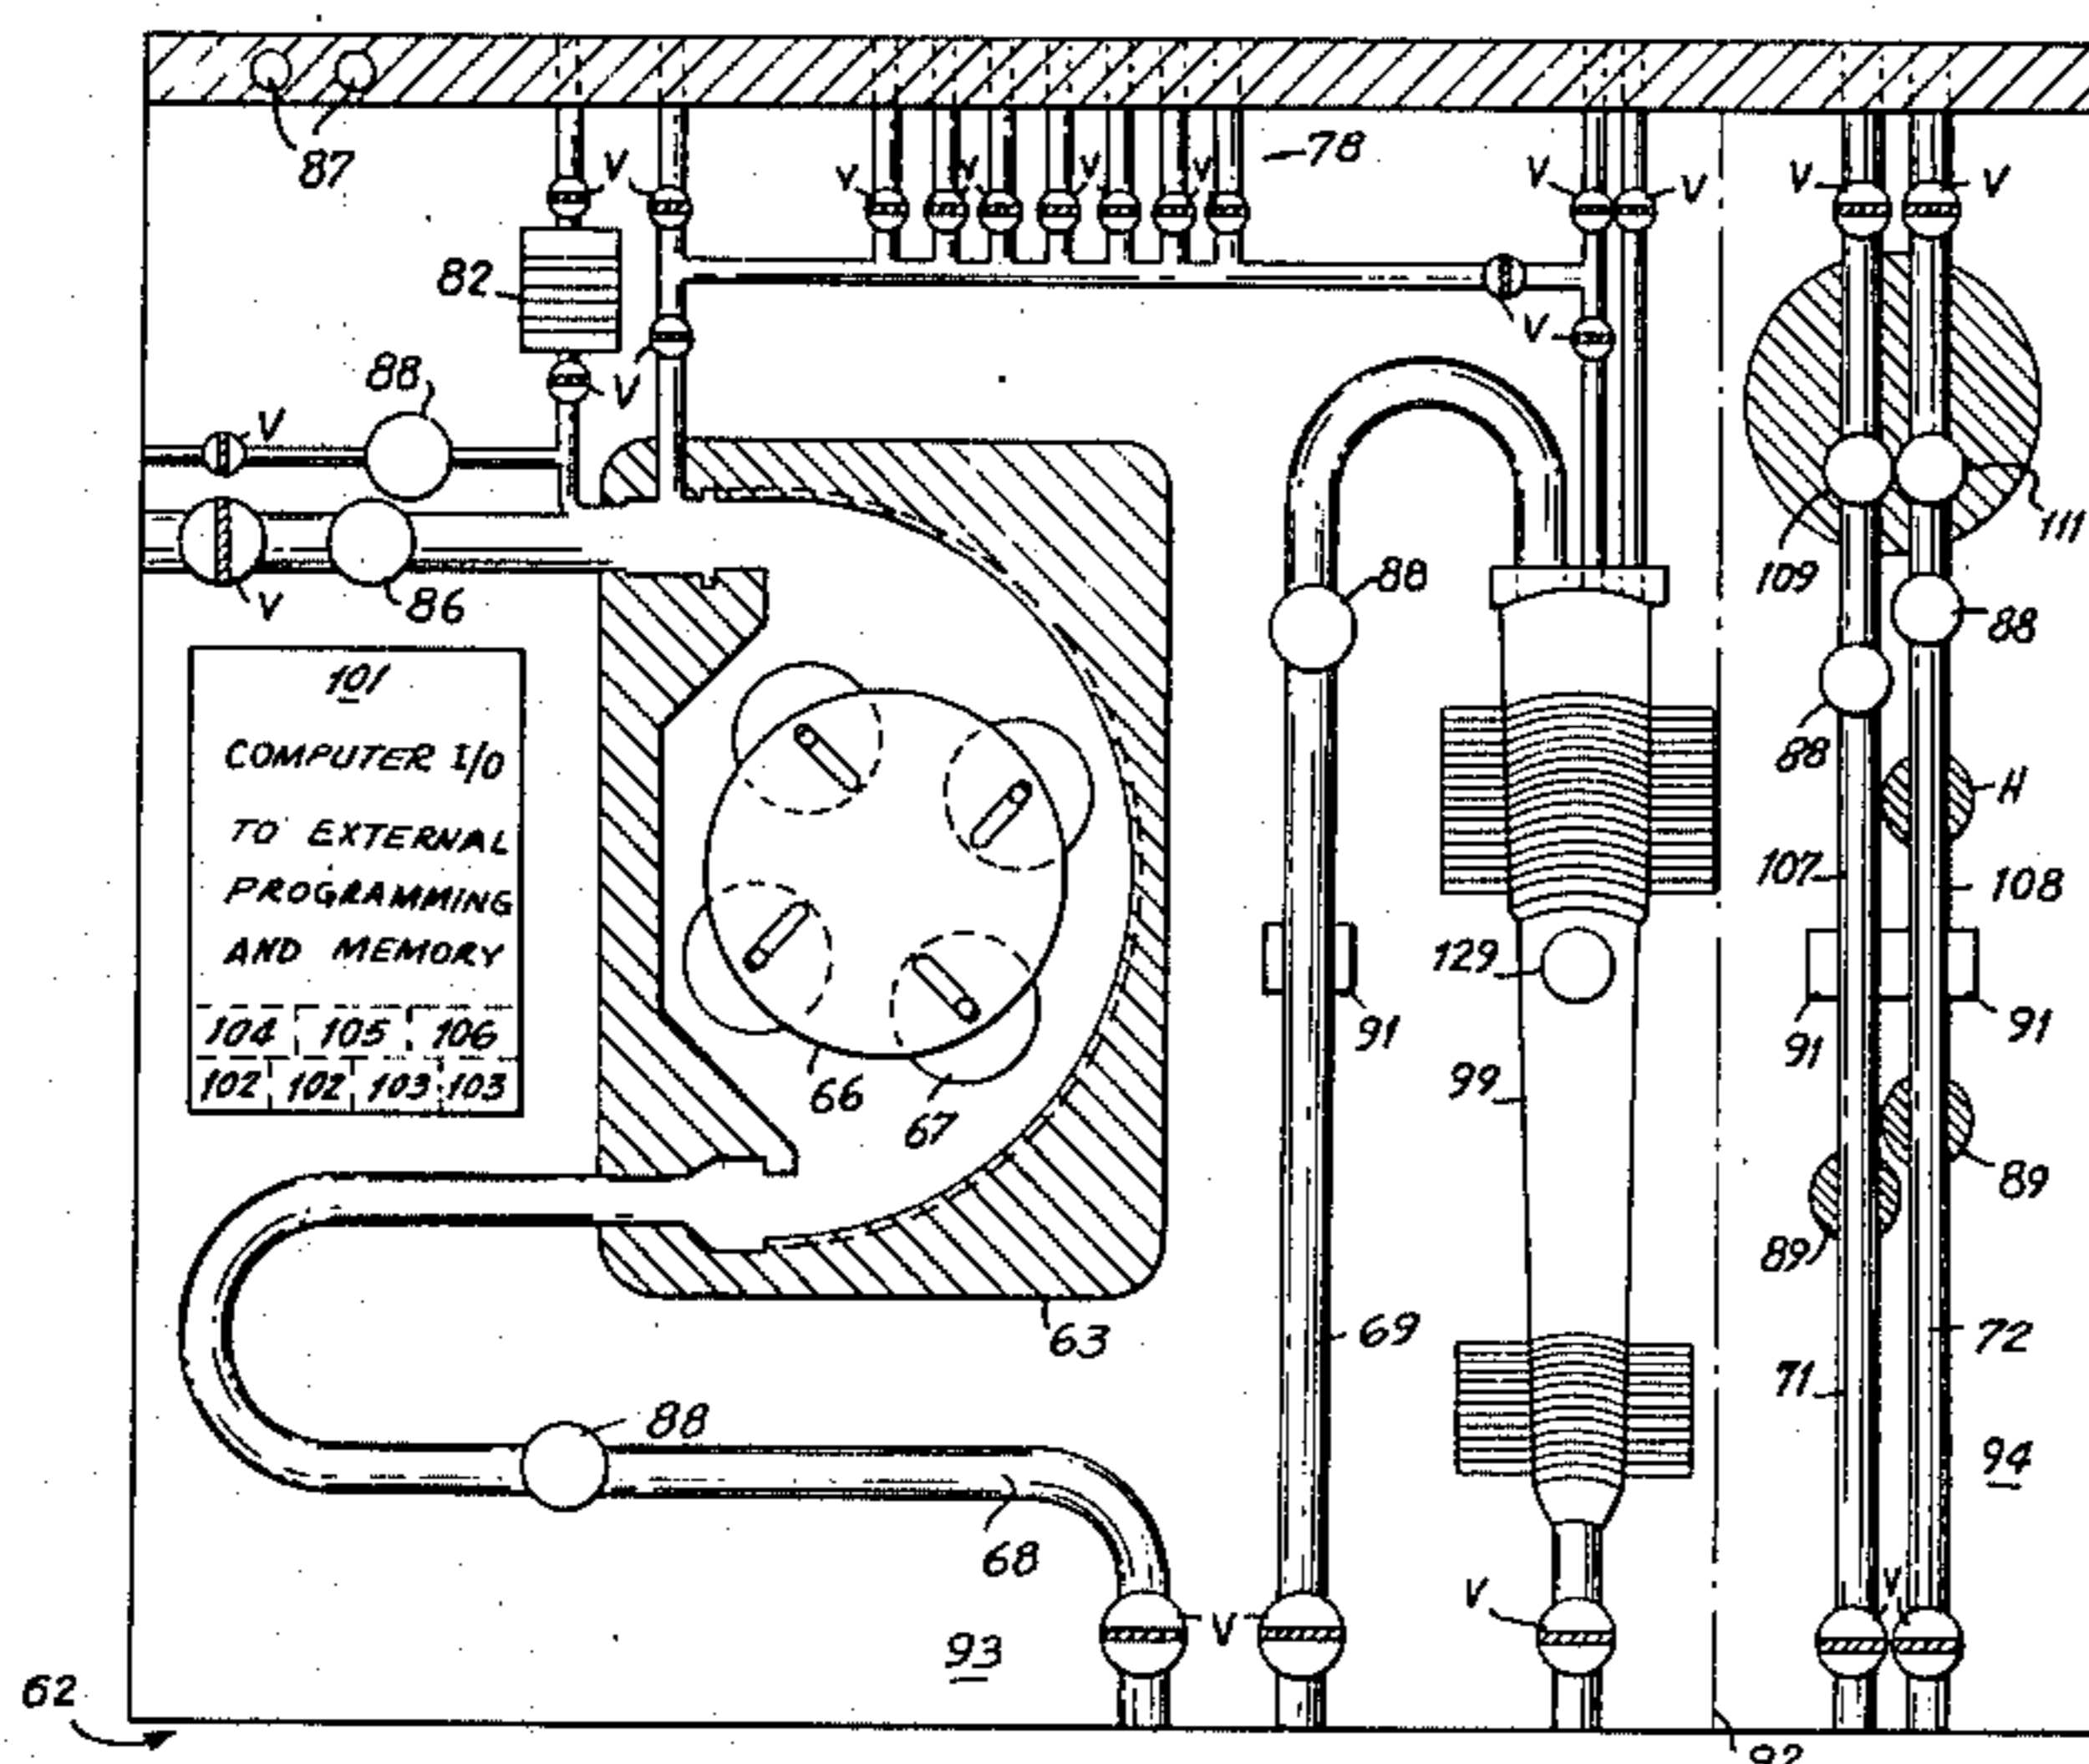 87
V
78
V
V
V
V
V
V
V
V
82
V
V
88
V
V
86
109
111
88
88
88
101
COMPUTER I/O
TO EXTERNAL
PROGRAMMING
AND MEMORY
104 105 106
102 102 103 103
H
107
108
129
91
91
91
66
67
99
89
89
63
69
72
71
88
94
68
V
V
V
93
62
92